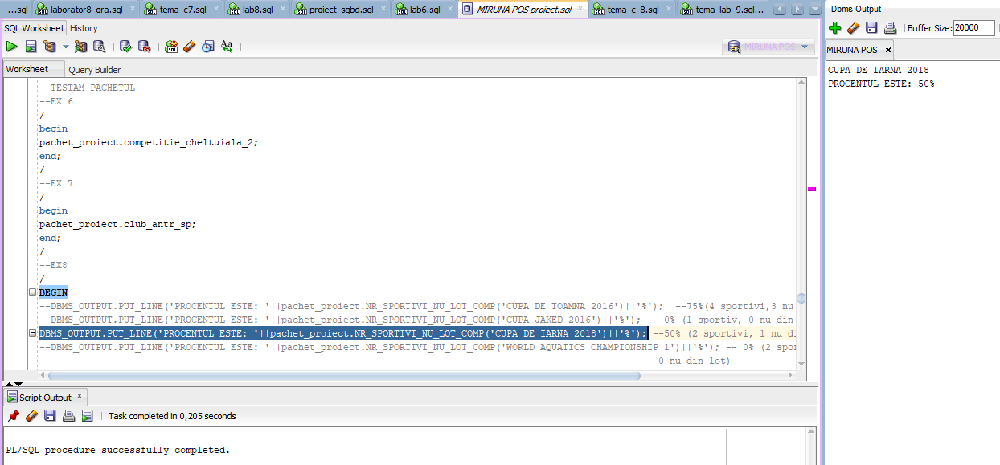 ...sql laborator8_ora.sql tema_c7.sql lab8.sql proiect_sgbd.sql lab6.sql MIRUNA POS proiect.sql tema_c_8.sql tema_lab_9.sql...
SQL Worksheet History
MIRUNA POS
Worksheet Query Builder
--TESTAM PACHETUL
--EX 6
/
begin
pachet_proiect.competitie_cheltuiala_2;
end;
/
--EX 7
/
begin
pachet_proiect.club_antr_sp;
end;
/
--EX8
/
BEGIN
--DBMS_OUTPUT.PUT_LINE('PROCENTUL ESTE: '||pachet_proiect.NR_SPORTIVI_NU_LOT_COMP('CUPA DE TOAMNA 2016')||'%'); --75%(4 sportivi,3 nu
--DBMS_OUTPUT.PUT_LINE('PROCENTUL ESTE: '||pachet_proiect.NR_SPORTIVI_NU_LOT_COMP('CUPA JAKED 2016')||'%'); -- 0% (1 sportiv, 0 nu din
DBMS_OUTPUT.PUT_LINE('PROCENTUL ESTE: '||pachet_proiect.NR_SPORTIVI_NU_LOT_COMP('CUPA DE IARNA 2018')||'%'); --50% (2 sportivi, 1 nu di
--DBMS_OUTPUT.PUT_LINE('PROCENTUL ESTE: '||pachet_proiect.NR_SPORTIVI_NU_LOT_COMP('WORLD AQUATICS CHAMPIONSHIP 1')||'%'); -- 0% (2 spo
--0 nu din lot)
Script Output
Task completed in 0,205 seconds
PL/SQL procedure successfully completed.
Dbms Output
Buffer Size: 20000
MIRUNA POS
CUPA DE IARNA 2018
PROCENTUL ESTE: 50%